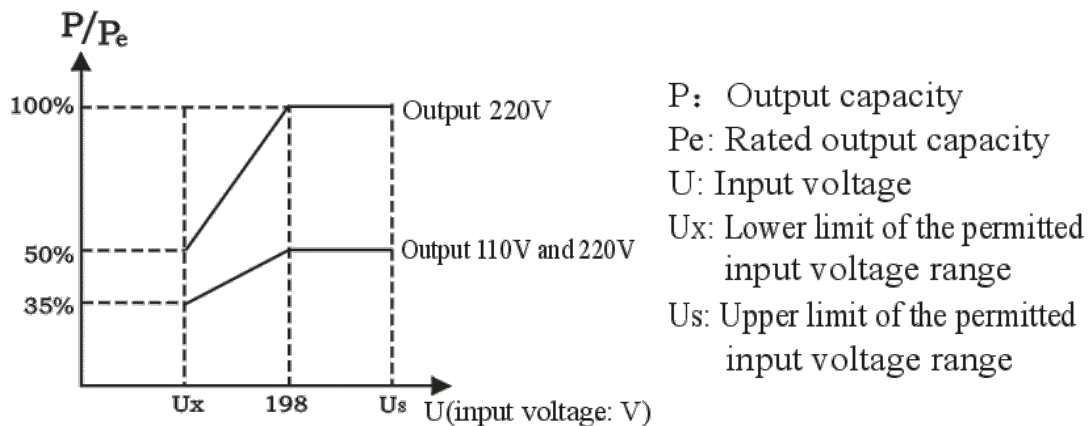 P/Pe
100%
Output 220V
50%
Output 110V and 220V
35%
Ux
198
Us
U(input voltage: V)
P: Output capacity
Pe: Rated output capacity
U: Input voltage
Ux: Lower limit of the permitted
input voltage range
Us: Upper limit of the permitted
input voltage range